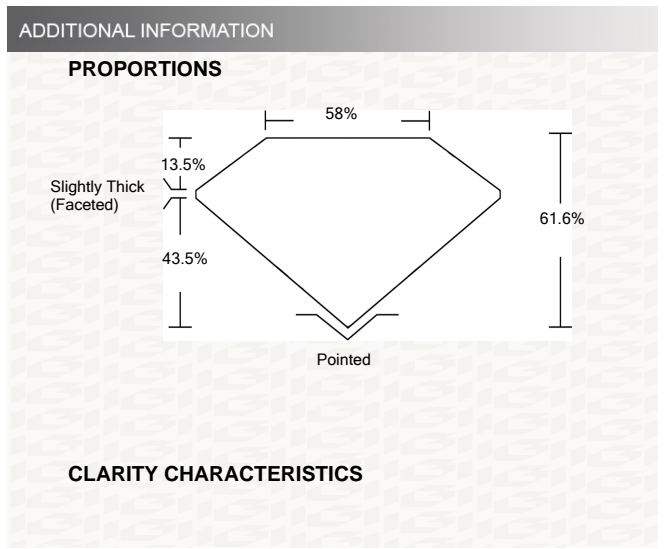 ADDITIONAL INFORMATION
PROPORTIONS
58%
13.5%
Slightly Thick
(Faceted)
61.6%
43.5%
Pointed
CLARITY CHARACTERISTICS